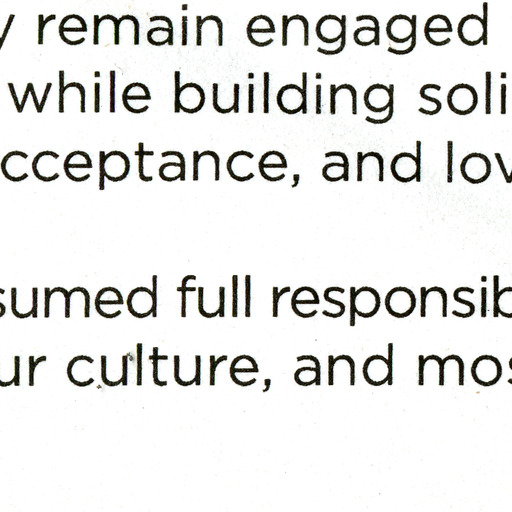 y remain engaged
while building soli
cceptance, and lov
sumed full responsib
ur culture, and mos